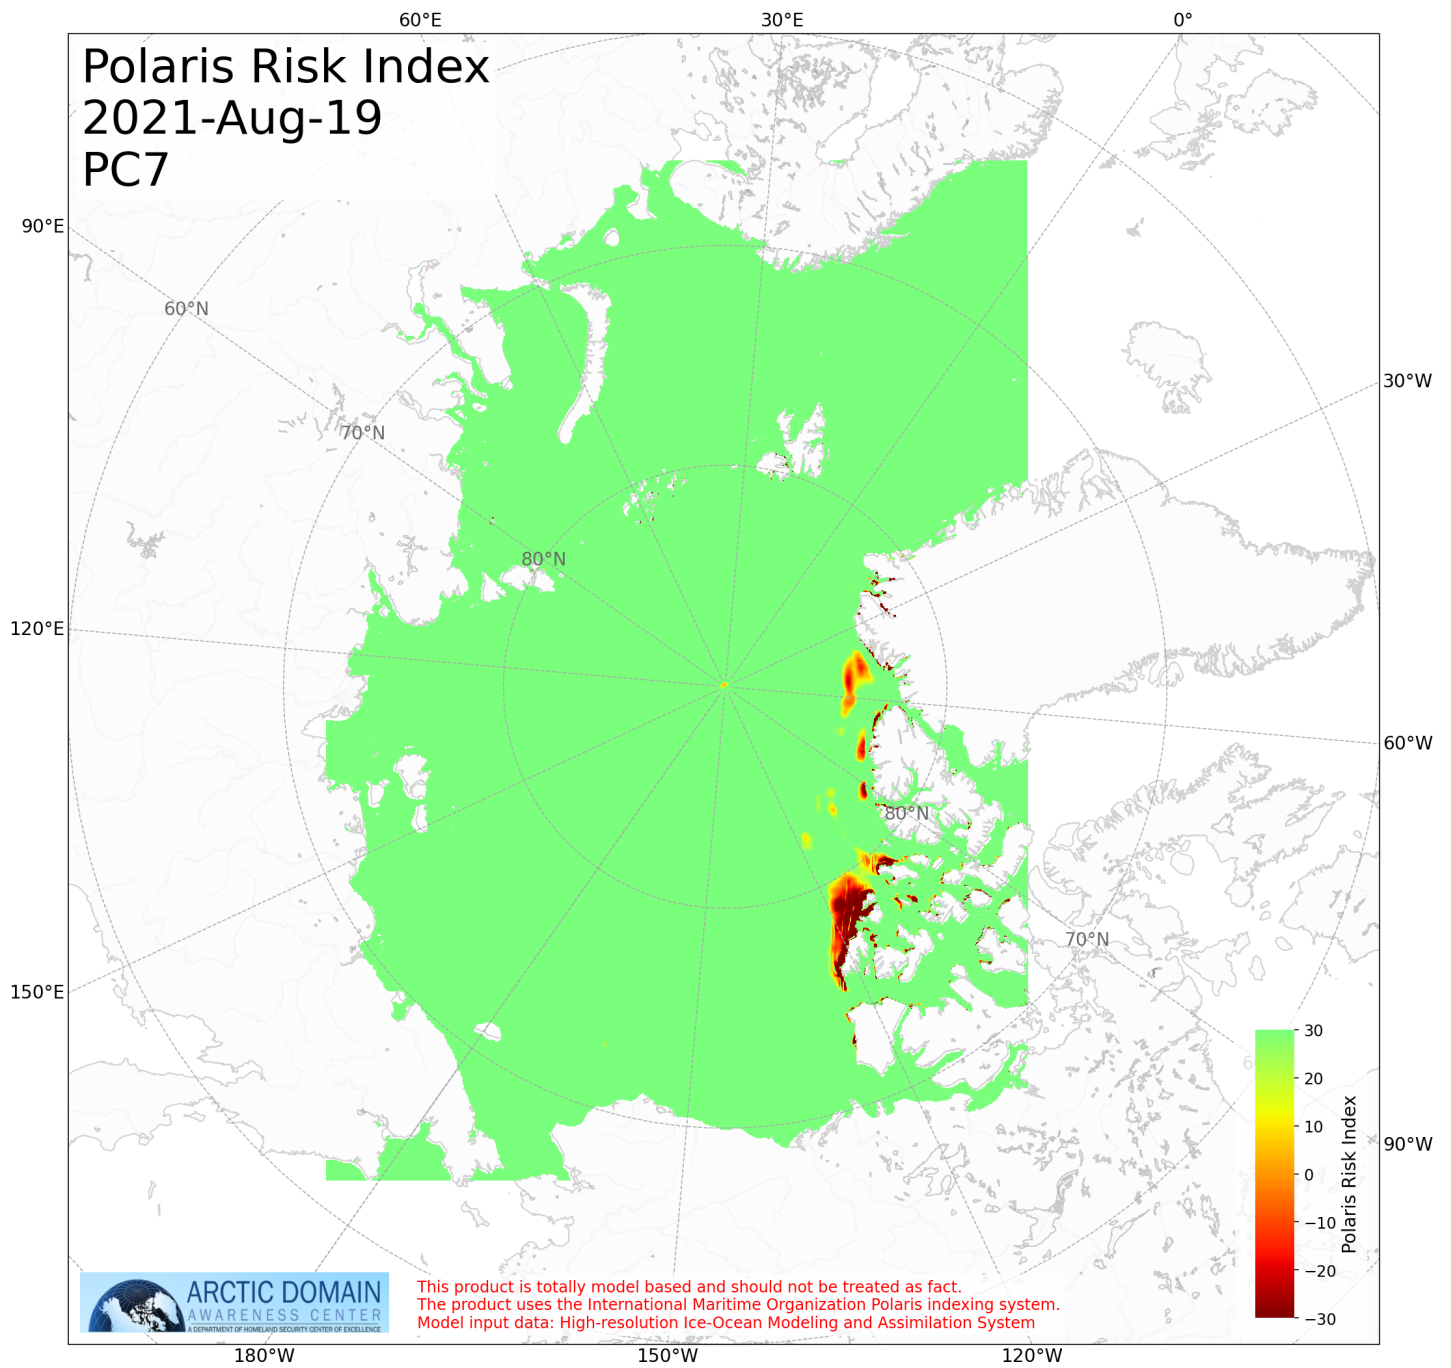 60°E 30°E 0°
Polaris Risk Index
2021-Aug-19
PC7
90°E
60°N
30°W
70°N
80°N
120°E
60°W
80°N
70°N
150°E
30
20
10
0
−10
−20
−30
Polaris Risk Index
90°W
ARCTIC DOMAIN
AWARENESS CENTER
A DEPARTMENT OF HOMELAND SECURITY CENTER OF EXCELLENCE
This product is totally model based and should not be treated as fact.
The product uses the International Maritime Organization Polaris indexing system.
Model input data: High-resolution Ice-Ocean Modeling and Assimilation System
180°W 150°W 120°W